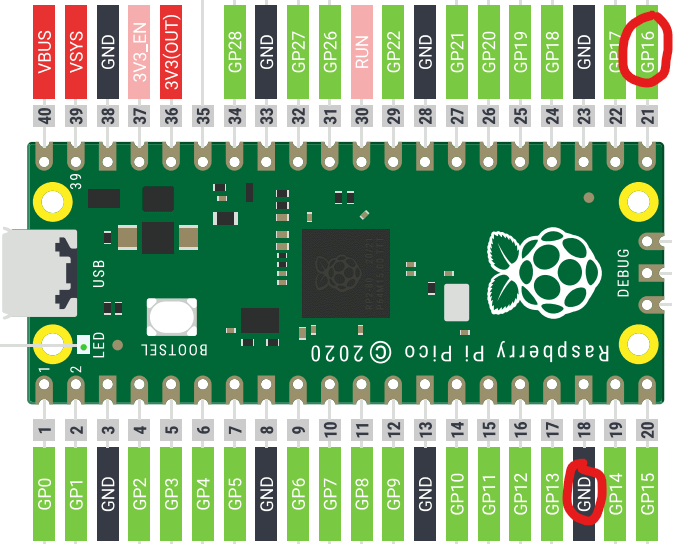 VBUS
VSYS
GND
3V3_EN
3V3(OUT)
GP28
GND
GP27
GP26
RUN
GP22
GND
GP21
GP20
GP19
GP18
GND
GP17
GP16
40
39
38
37
36
35
34
33
32
31
30
29
28
27
26
25
24
23
22
21
39
USB
DEBUG
LED
BOOTSEL
Raspberry Pi Pico © 2020
1
2
1
2
3
4
5
6
7
8
9
10
11
12
13
14
15
16
17
18
19
20
GP0
GP1
GND
GP2
GP3
GP4
GP5
GND
GP6
GP7
GP8
GP9
GND
GP10
GP11
GP12
GP13
GND
GP14
GP15